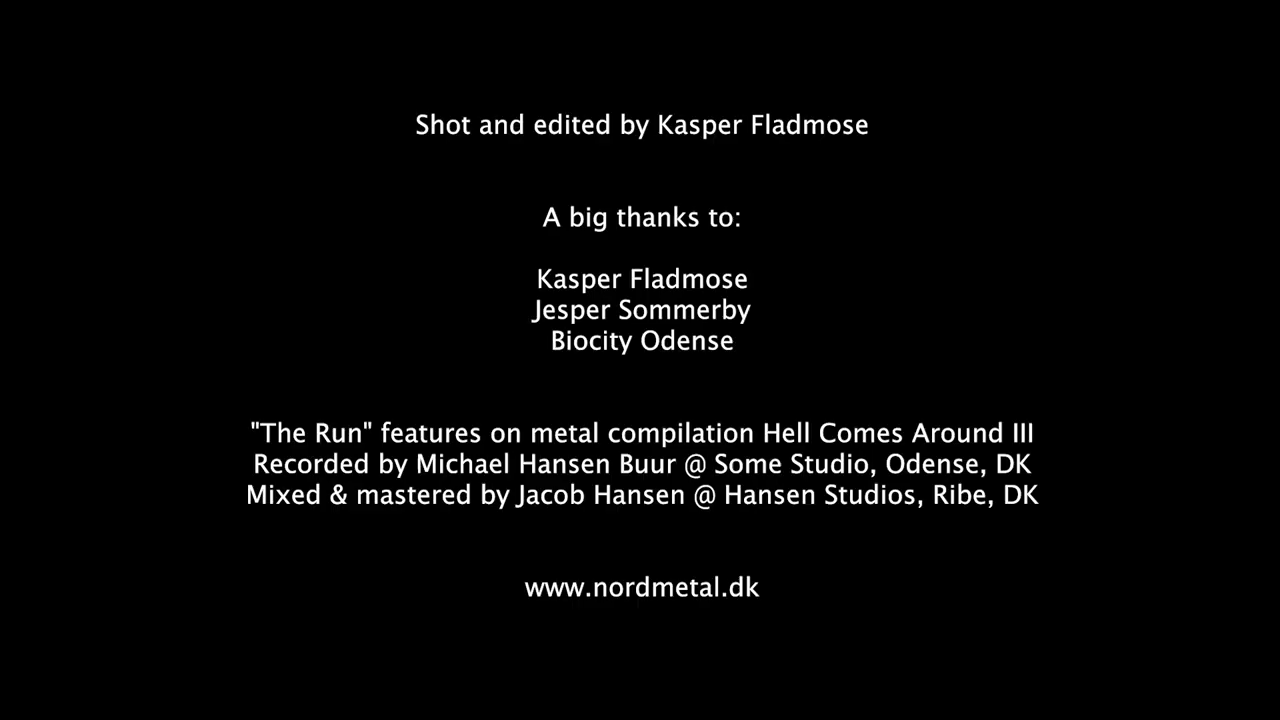 Shot and edited by Kasper Fladmose
A big thanks to:
Kasper Fladmose
Jesper Sommerby
Biocity Odense
"The Run" features on metal compilation Hell Comes Around III
Recorded by Michael Hansen Buur @ Some Studio, Odense, DK
Mixed & mastered by Jacob Hansen @ Hansen Studios, Ribe, DK
www.nordmetal.dk